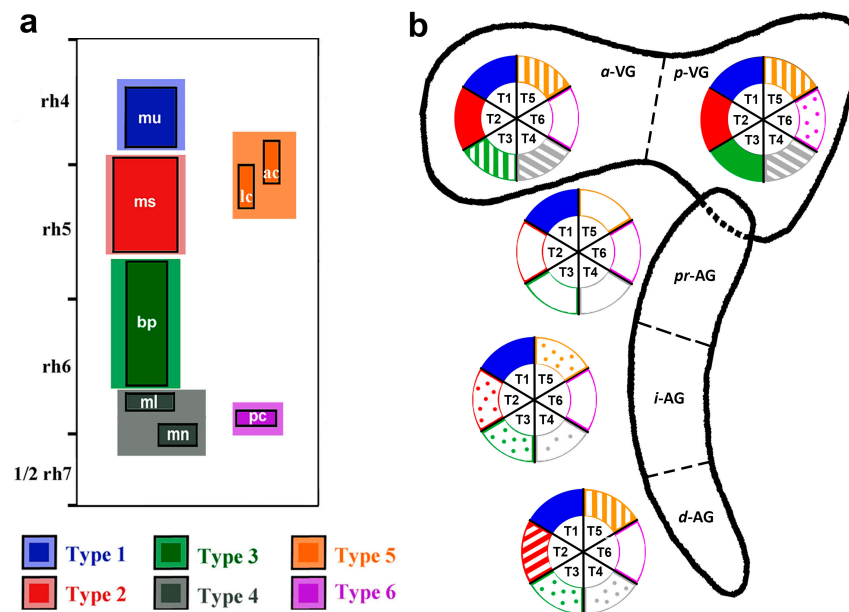 a
rh4
rh5
rh6
1/2 rh7
mu
ms
lc
ac
bp
ml
mn
pc
Type 1
Type 3
Type 5
Type 2
Type 4
Type 6
b
a-VG
p-VG
T1 T5
T2 T6
T3 T4
T1 T5
T2 T6
T3 T4
T1 T5
T2 T6
T3 T4
pr-AG
T1 T5
T2 T6
T3 T4
i-AG
T1 T5
T2 T6
T3 T4
d-AG